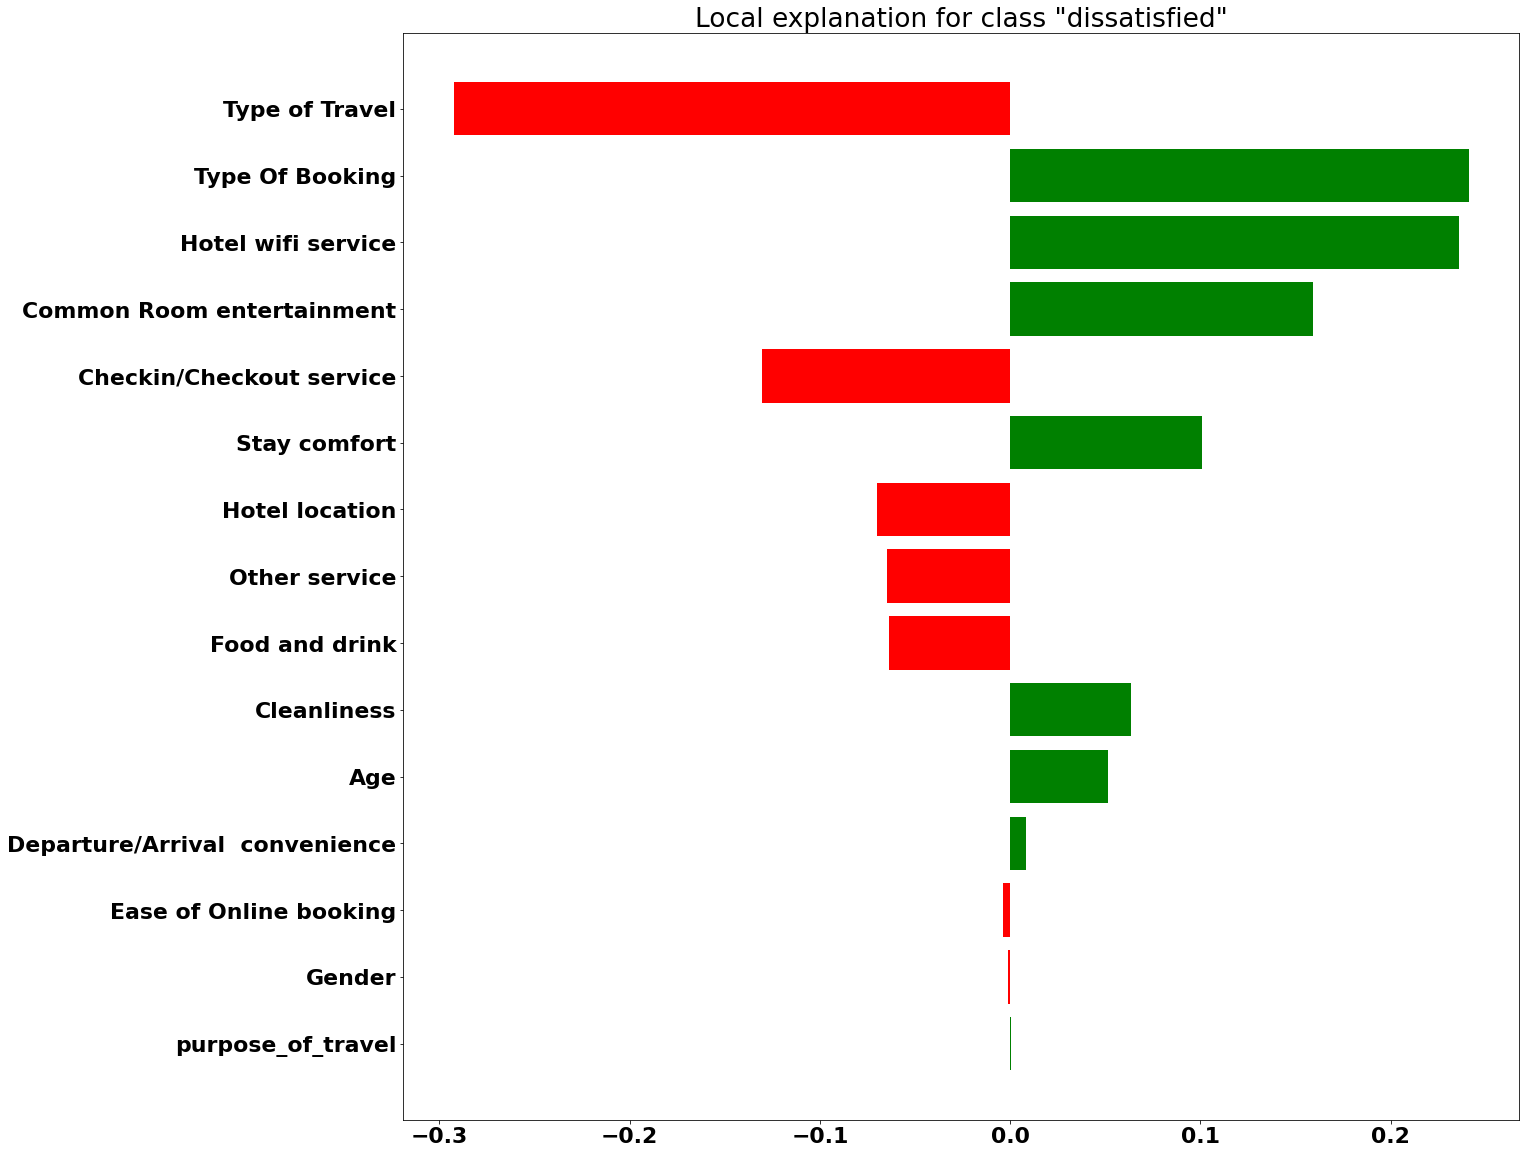 Local explanation for class "dissatisfied"
Type of Travel
Type Of Booking
Hotel wifi service
Common Room entertainment
Checkin/Checkout service
Stay comfort
Hotel location
Other service
Food and drink
Cleanliness
Age
Departure/Arrival  convenience
Ease of Online booking
Gender
purpose_of_travel
−0.3 −0.2 −0.1 0.0 0.1 0.2